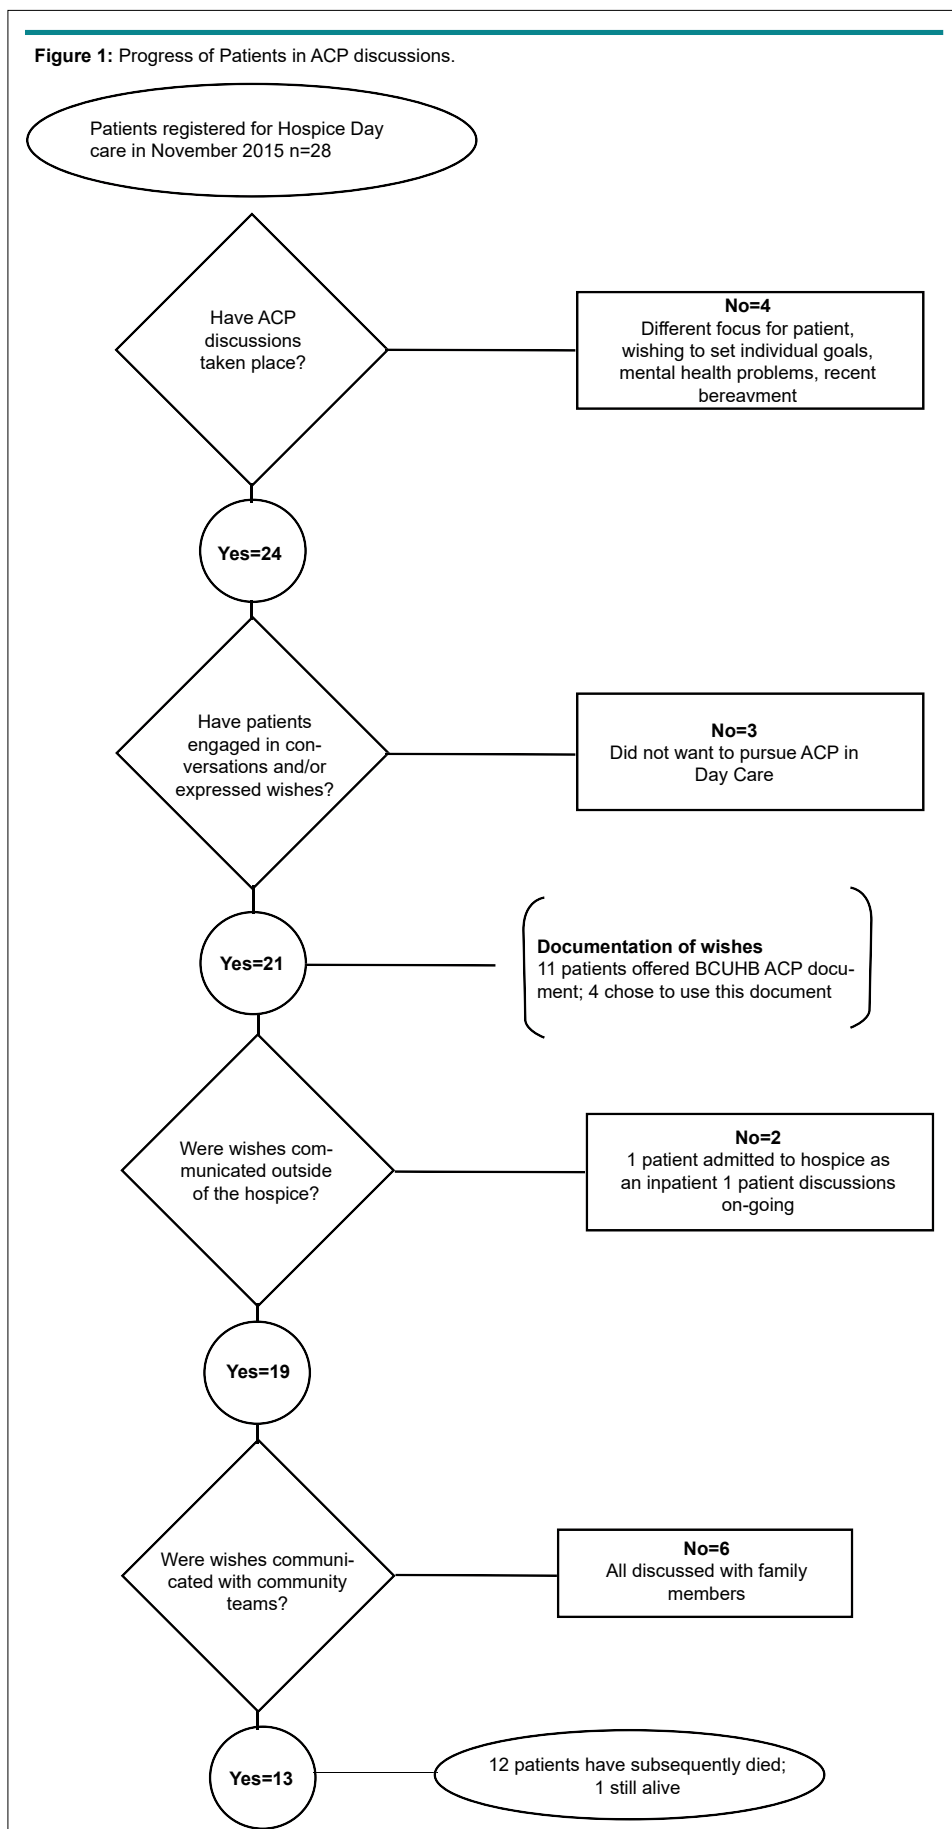 Figure 1: Progress of Patients in ACP discussions.
Patients registered for Hospice Day
care in November 2015 n=28
Have ACP
discussions
taken place?
No=4
Different focus for patient,
wishing to set individual goals,
mental health problems, recent
bereavment
Yes=24
Have patients
engaged in con-
versations and/or
expressed wishes?
No=3
Did not want to pursue ACP in
Day Care
Yes=21
Documentation of wishes
11 patients offered BCUHB ACP docu-
ment; 4 chose to use this document
Were wishes com-
municated outside
of the hospice?
No=2
1 patient admitted to hospice as
an inpatient 1 patient discussions
on-going
Yes=19
Were wishes communi-
cated with community
teams?
No=6
All discussed with family
members
Yes=13
12 patients have subsequently died;
1 still alive